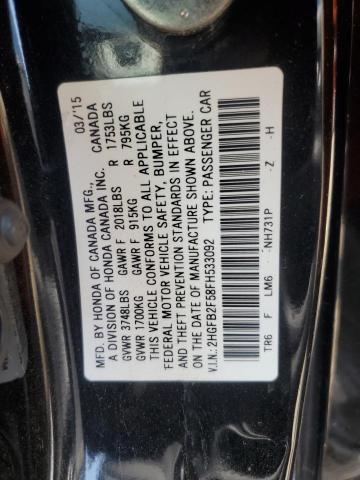 MFD. BY HONDA OF CANADA MFG., 03/'15
A DIVISION OF HONDA CANADA INC. CANADA
GVWR 3748LBS GAWR F 2018LBS R 1753LBS
GVWR 1700KG GAWR F 915KG R 795KG
THIS VEHICLE CONFORMS TO ALL APPLICABLE
FEDERAL MOTOR VEHICLE SAFETY, BUMPER,
AND THEFT PREVENTION STANDARDS IN EFFECT
ON THE DATE OF MANUFACTURE SHOWN ABOVE.
V.I.N.: 2HGFB2F58FH533092 TYPE: PASSENGER CAR
TR6 F LM6 NH731P -Z -H